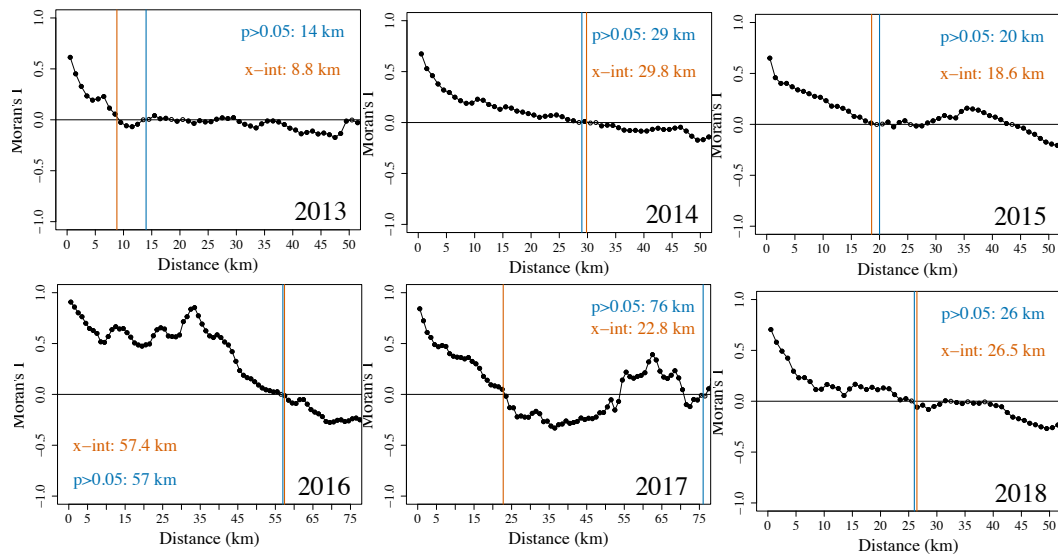 1.0
0.5
0.0
−0.5
−1.0
Moran's I
p>0.05: 14 km
x−int: 8.8 km
2013
0 5 10 15 20 25 30 35 40 45 50
Distance (km)
1.0
0.5
0.0
−0.5
−1.0
Moran's I
p>0.05: 29 km
x−int: 29.8 km
2014
0 5 10 15 20 25 30 35 40 45 50
Distance (km)
1.0
0.5
0.0
−0.5
−1.0
Moran's I
p>0.05: 20 km
x−int: 18.6 km
2015
0 5 10 15 20 25 30 35 40 45 50
Distance (km)
1.0
0.5
0.0
−0.5
−1.0
Moran's I
x−int: 57.4 km
p>0.05: 57 km
2016
0 5 15 25 35 45 55 65 75
Distance (km)
1.0
0.5
0.0
−0.5
−1.0
Moran's I
p>0.05: 76 km
x−int: 22.8 km
2017
0 5 15 25 35 45 55 65 75
Distance (km)
1.0
0.5
0.0
−0.5
−1.0
Moran's I
p>0.05: 26 km
x−int: 26.5 km
2018
0 5 10 15 20 25 30 35 40 45 50
Distance (km)